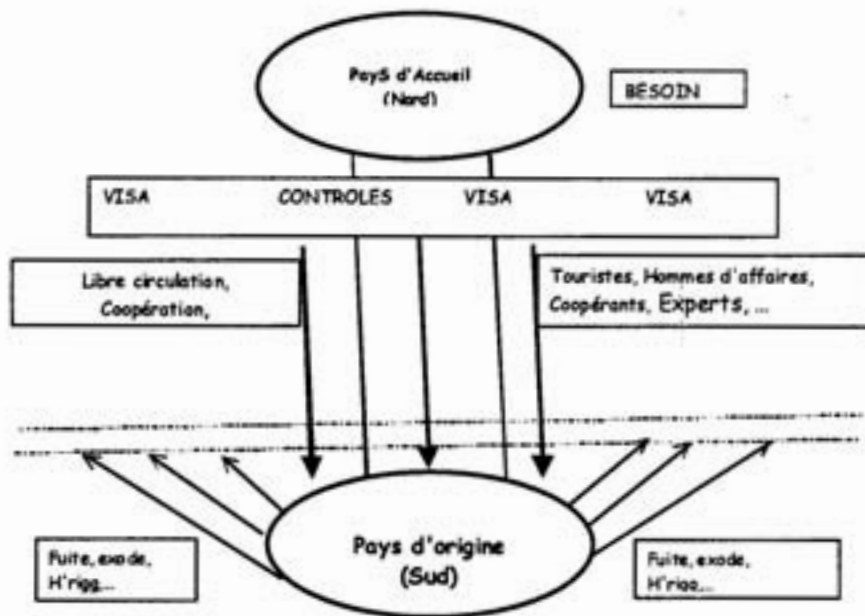 PayS d'Accueil
(Nord)
BESOIN
VISA CONTROLES VISA VISA
Libre circulation,
Coopération,
Touristes, Hommes d'affaires,
Coopérants, Experts, ...
Pays d'origine
(Sud)
Fuite, exode,
H'rigg,...
Fuite, exode,
H'rigg,...